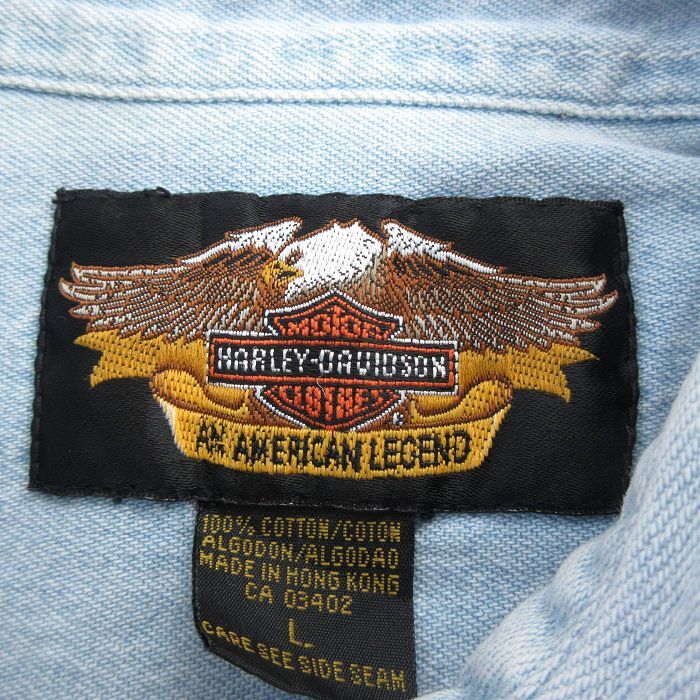 MOTOR
HARLEY-DAVIDSON
CLOTHES
®
AN AMERICAN LEGEND
100% COTTON/COTON
ALGODON/ALGODAO
MADE IN HONG KONG
CA 03402
L
CARE SEE SIDE SEAM